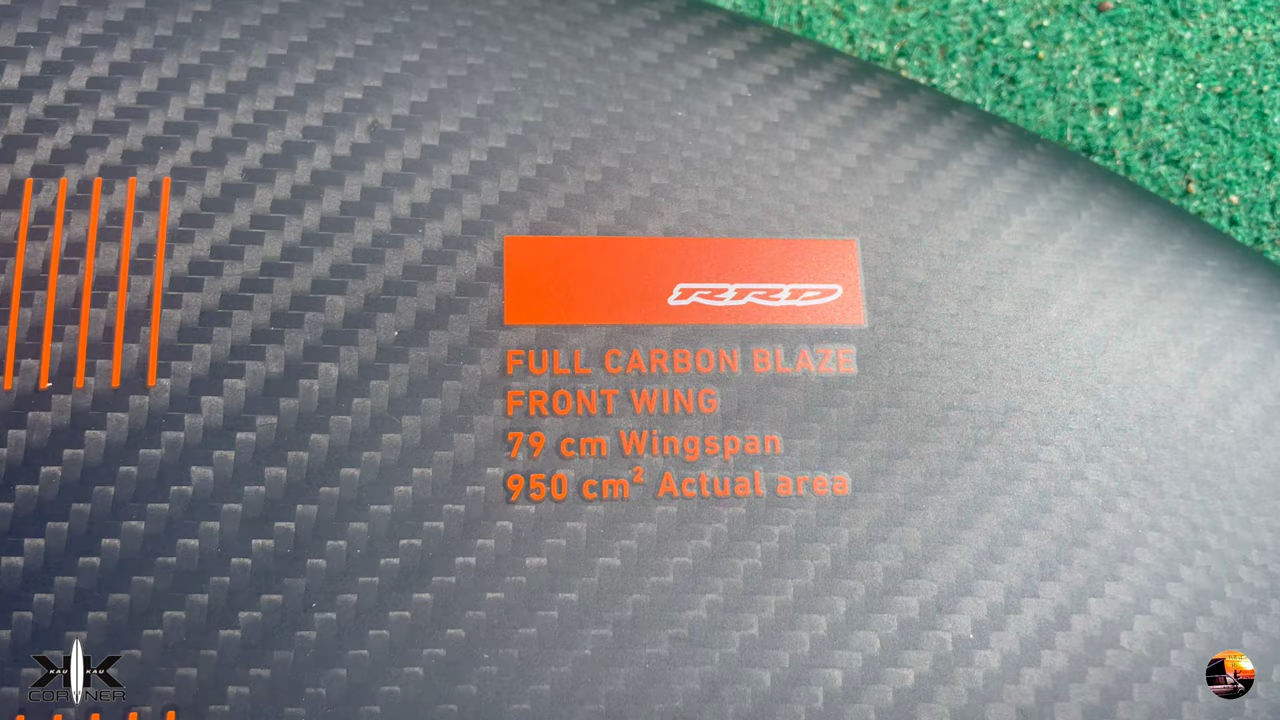 RRD
FULL CARBON BLAZE
FRONT WING
79 cm Wingspan
950 cm² Actual area
KAU KAU
CORNER